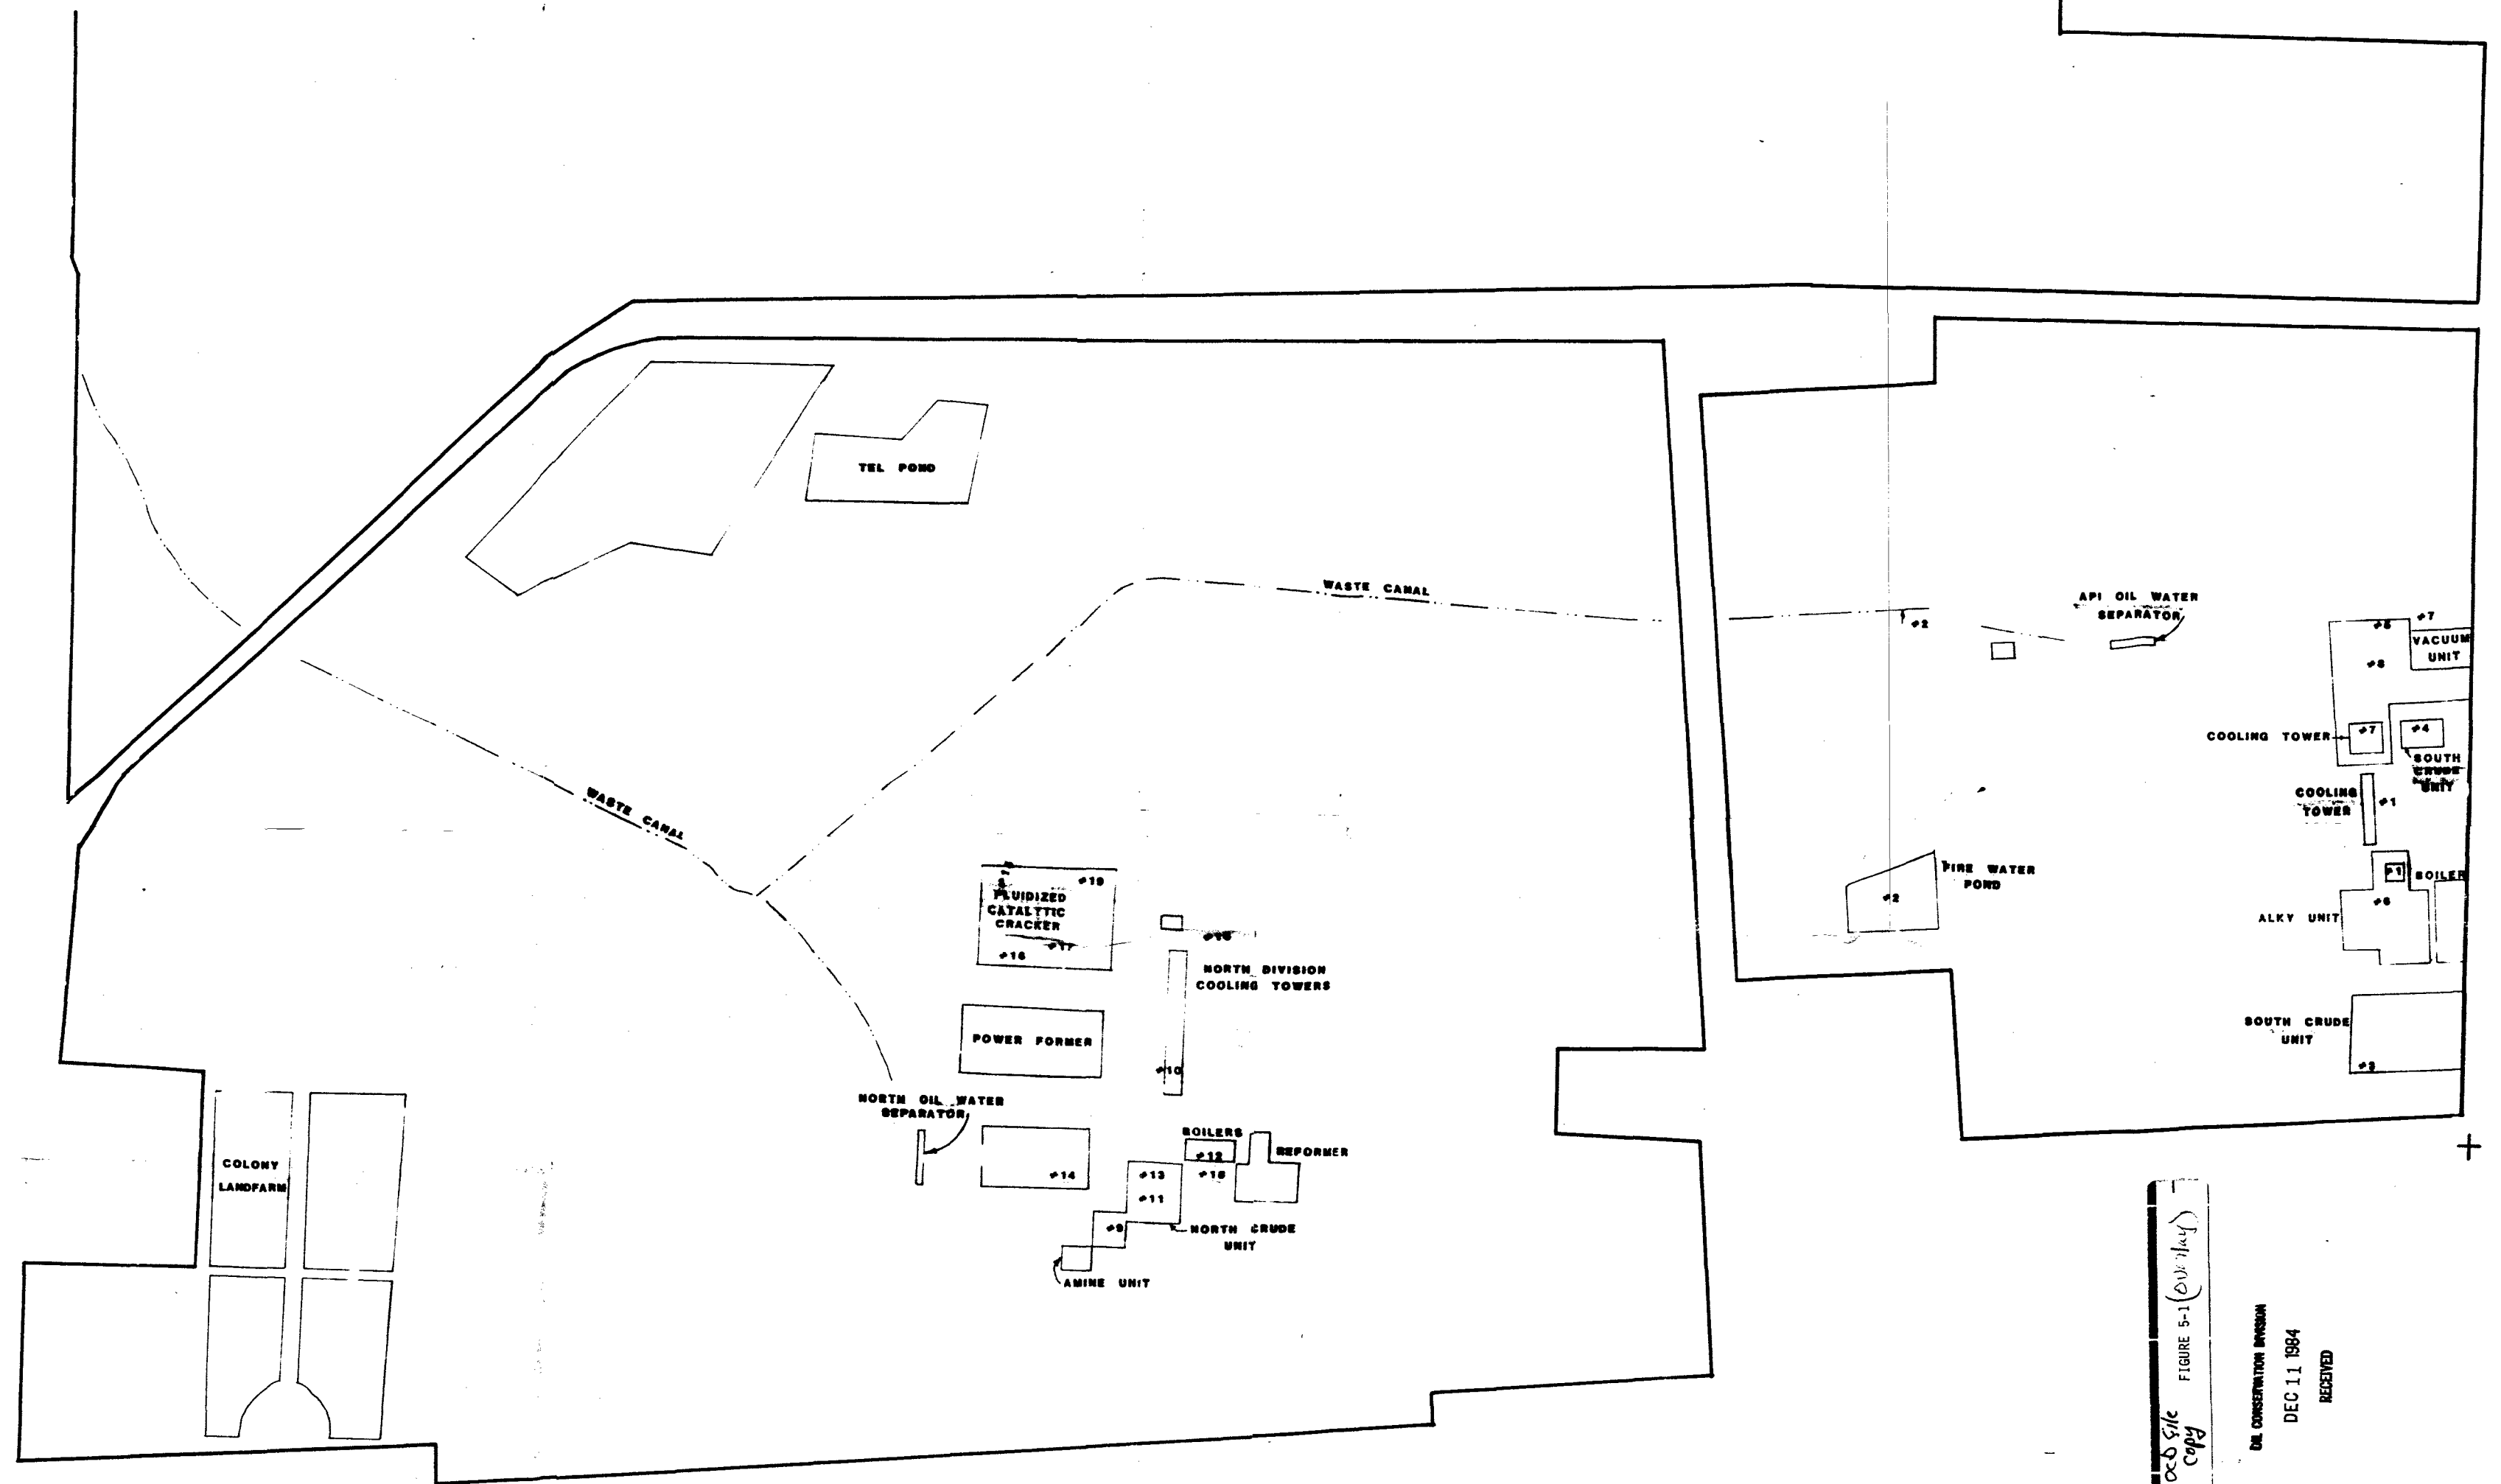 TEL POND
WASTE CANAL
API OIL WATER
SEPARATOR
#2
#7
VACUUM
UNIT
#8
COOLING TOWER
#7
#4
SOUTH
CRUDE
UNIT
COOLING
TOWER
#1
WASTE CANAL
FIRE WATER
POND
#2
#1
BOILER
#6
ALKY UNIT
#19
FLUIDIZED
CATALYTIC
CRACKER
#17
NORTH DIVISION
COOLING TOWERS
POWER FORMER
#10
SOUTH CRUDE
UNIT
#3
NORTH OIL WATER
SEPARATOR
BOILERS
#12
REFORMER
COLONY
LANDFARM
#14
#13
#11
#9
NORTH CRUDE
UNIT
AMINE UNIT
OCD File
Copy
FIGURE 5-1 (overlay)
OIL CONSERVATION DIVISION
DEC 11 1984
RECEIVED